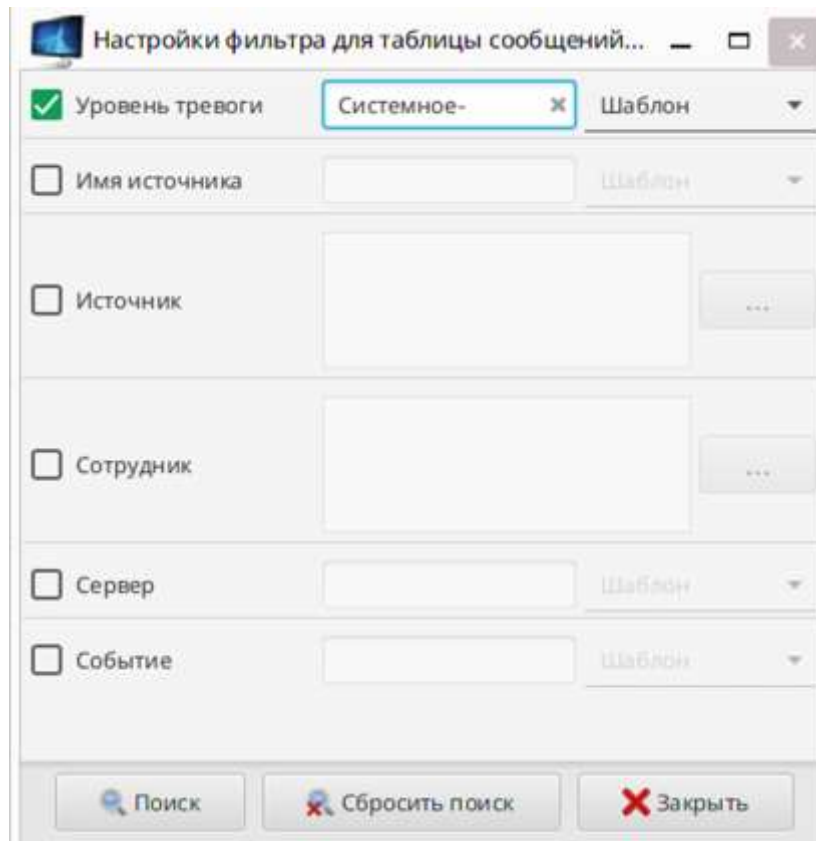 Настройки фильтра для таблицы сообщений...
Уровень тревоги Системное- Шаблон
Имя источника Шаблон
Источник ...
Сотрудник ...
Сервер Шаблон
Событие Шаблон
Поиск Сбросить поиск Закрыть